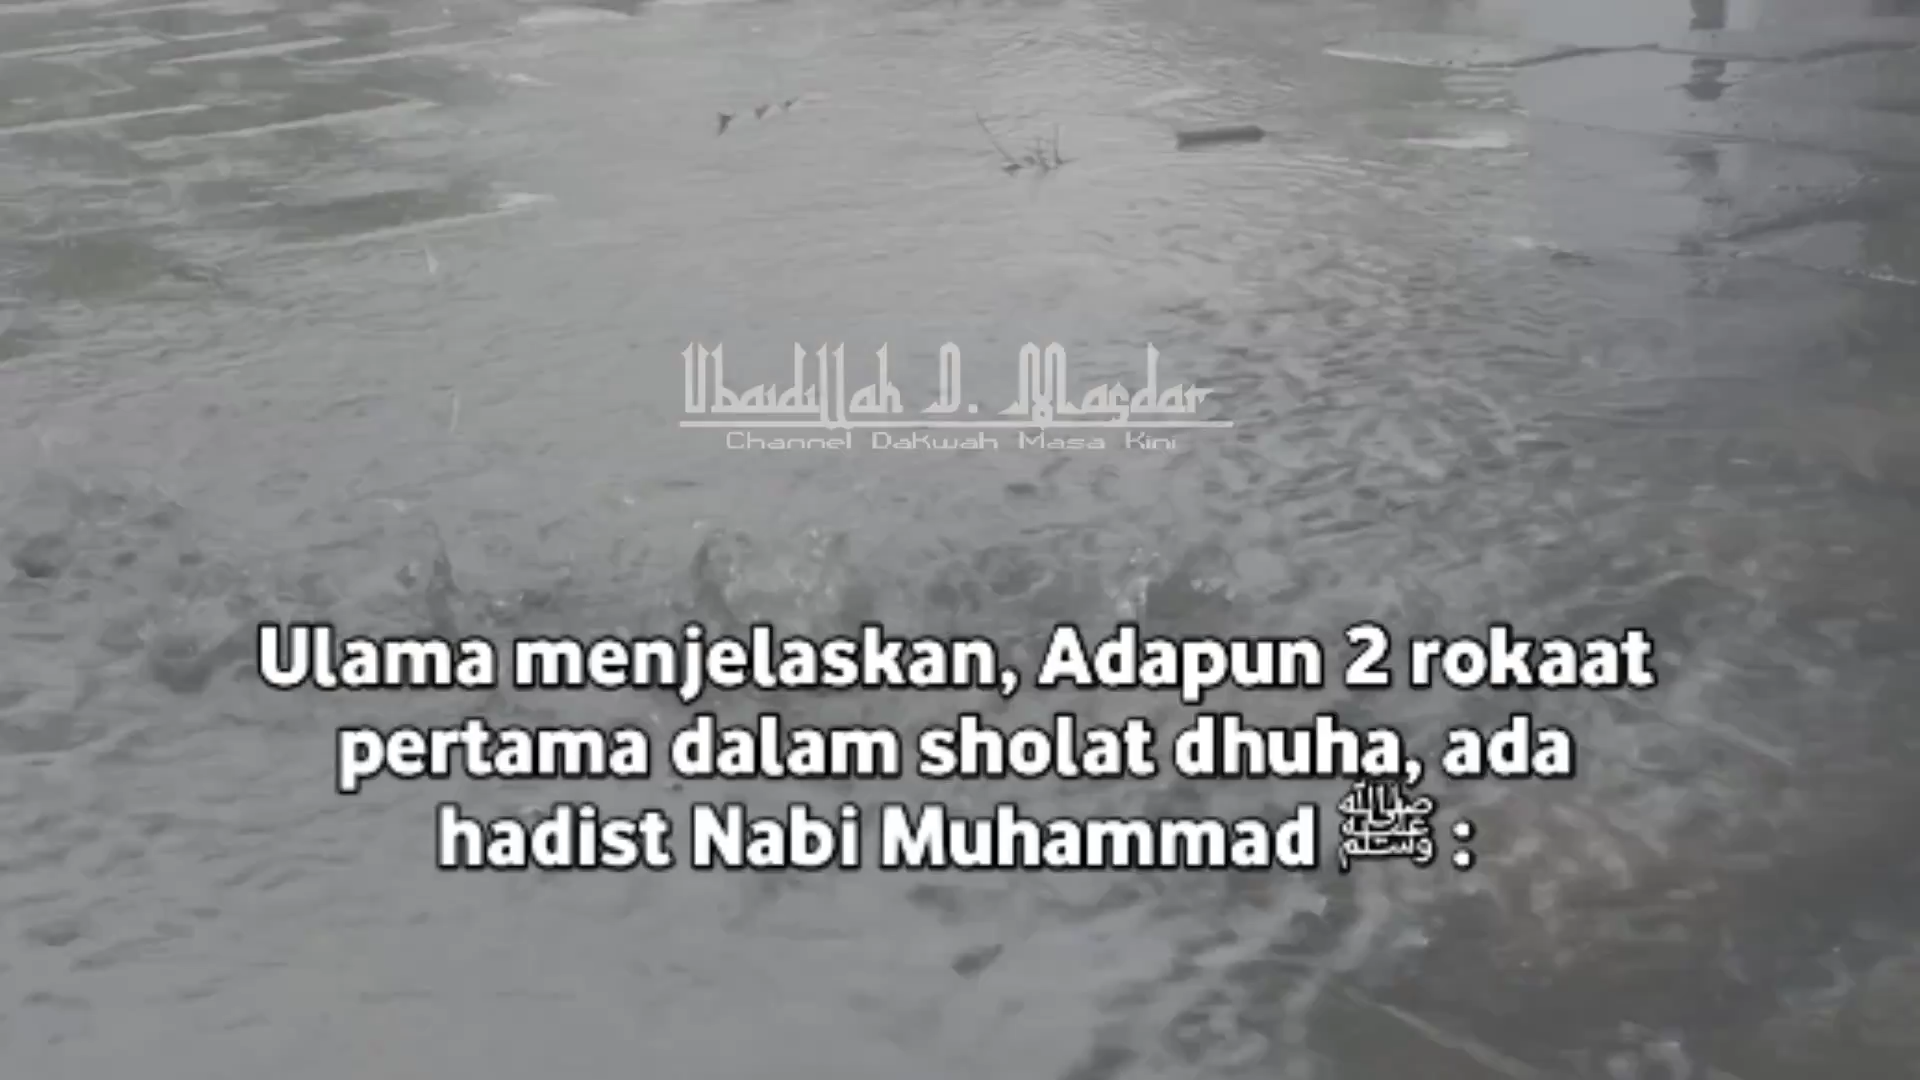 Ubaidillah D. Masdar
Channel Dakwah Masa Kini
Ulama menjelaskan, Adapun 2 rokaat
pertama dalam sholat dhuha, ada
hadist Nabi Muhammad ﷺ :